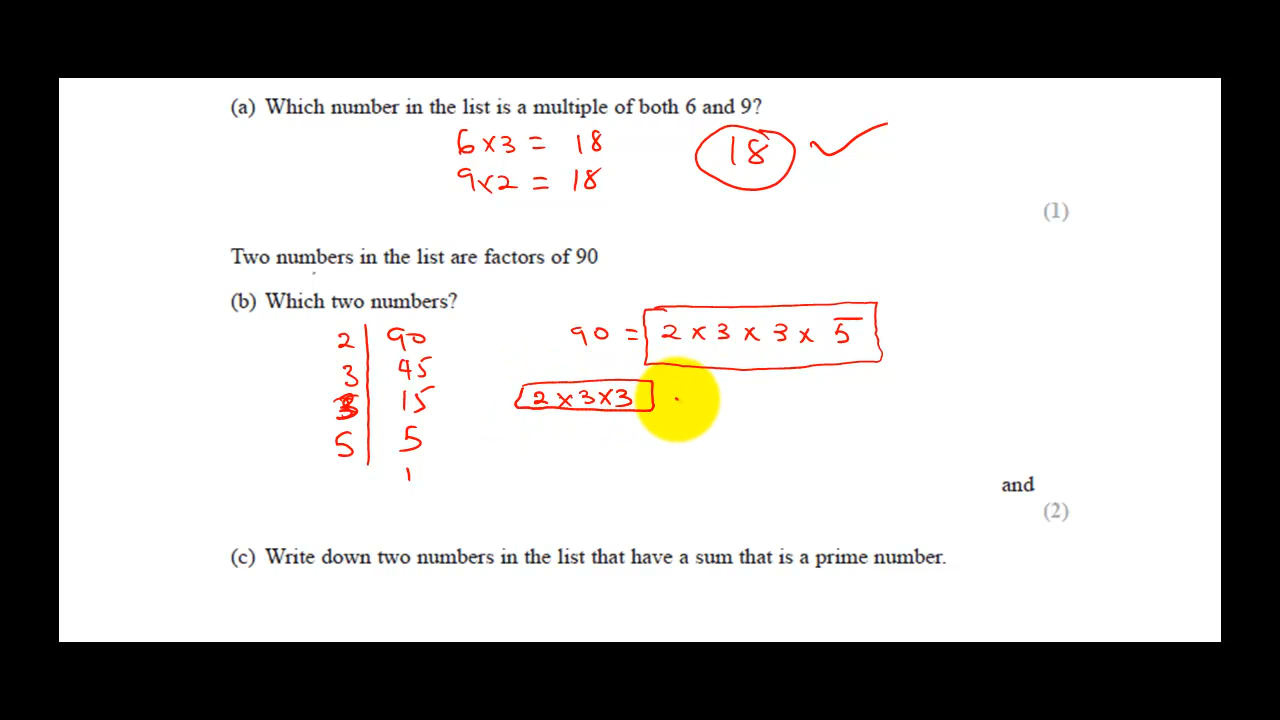 (a) Which number in the list is a multiple of both 6 and 9?
6 x 3 = 18
18
9 x 2 = 18
(1)
Two numbers in the list are factors of 90
(b) Which two numbers?
2 | 90
90 = 2 x 3 x 3 x 5
3 | 45
15
2 x 3 x 3
5 | 5
1
and
(2)
(c) Write down two numbers in the list that have a sum that is a prime number.